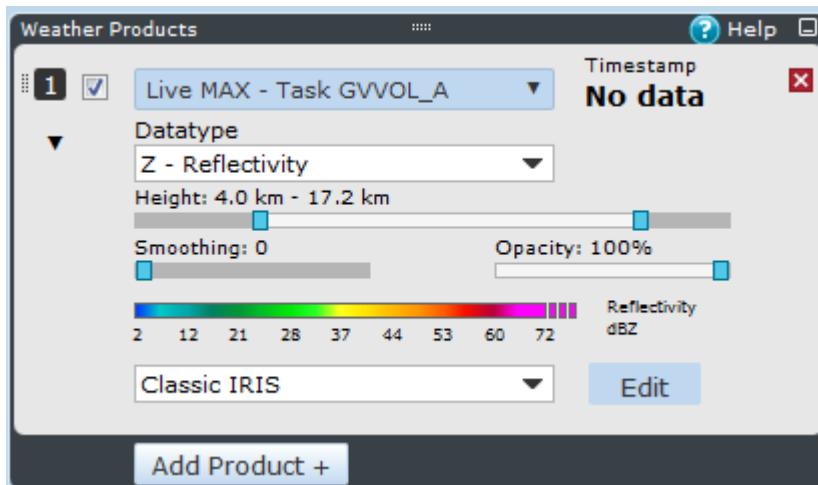 Weather Products
Help
1
Live MAX - Task GVVOL_A
Timestamp
No data
Datatype
Z - Reflectivity
Height: 4.0 km - 17.2 km
Smoothing: 0
Opacity: 100%
2 12 21 28 37 44 53 60 72
Reflectivity
dBZ
Classic IRIS
Edit
Add Product +